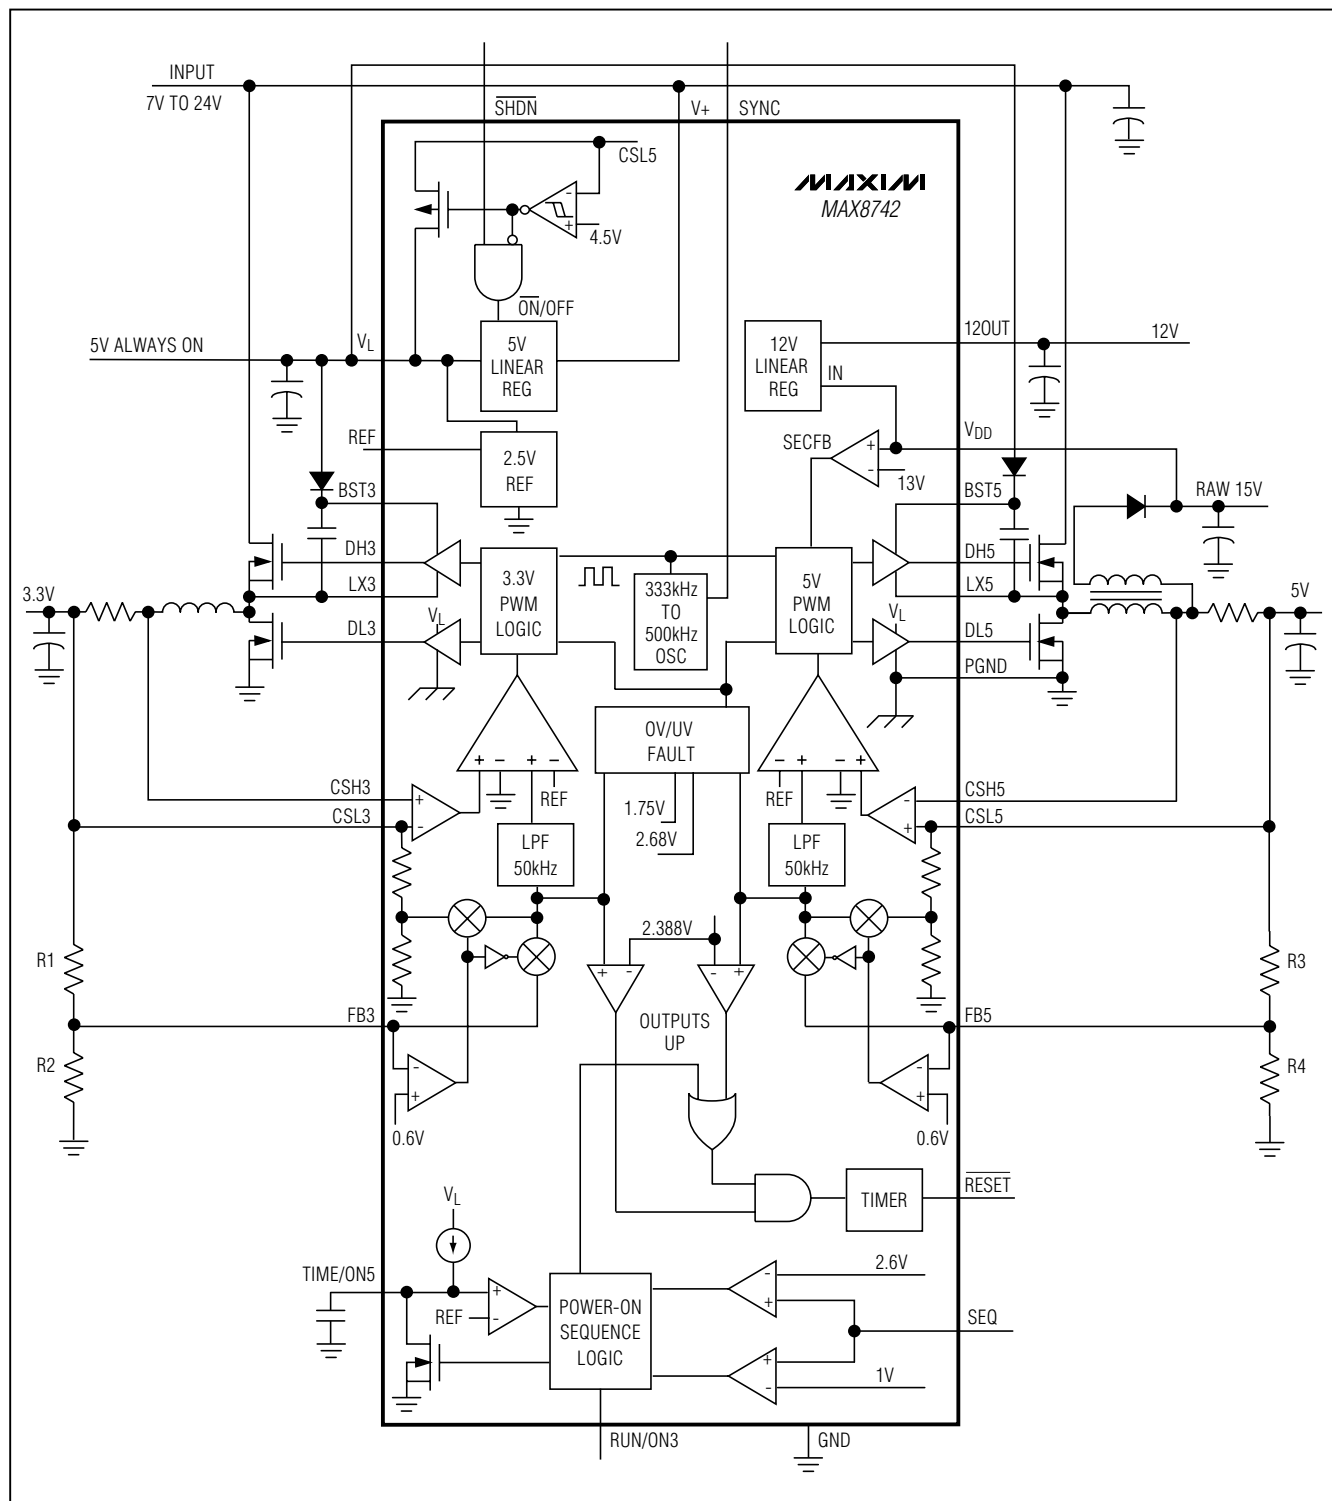 INPUT
7V TO 24V
SHDN
V+
SYNC
CSL5
MAXIM
MAX8742
-
+
4.5V
ON/OFF
5V ALWAYS ON
VL
5V
LINEAR
REG
12V
LINEAR
REG
IN
12OUT
12V
REF
2.5V
REF
SECFB
+
-
13V
VDD
RAW 15V
BST3
BST5
DH3
DH5
LX3
LX5
3.3V
5V
3.3V
PWM
LOGIC
333kHz
TO
500kHz
OSC
5V
PWM
LOGIC
VL
VL
DL3
DL5
PGND
OV/UV
FAULT
+ - + -
- + - +
REF
REF
1.75V
2.68V
CSH3
+
CSL3
-
CSH5
-
CSL5
+
LPF
50kHz
LPF
50kHz
2.388V
+ -
- +
R1
R3
FB3
FB5
OUTPUTS
UP
R2
R4
-
+
-
+
0.6V
0.6V
TIMER
RESET
VL
TIME/ON5
+
-
REF
POWER-ON
SEQUENCE
LOGIC
-
+
2.6V
SEQ
+
-
1V
RUN/ON3
GND